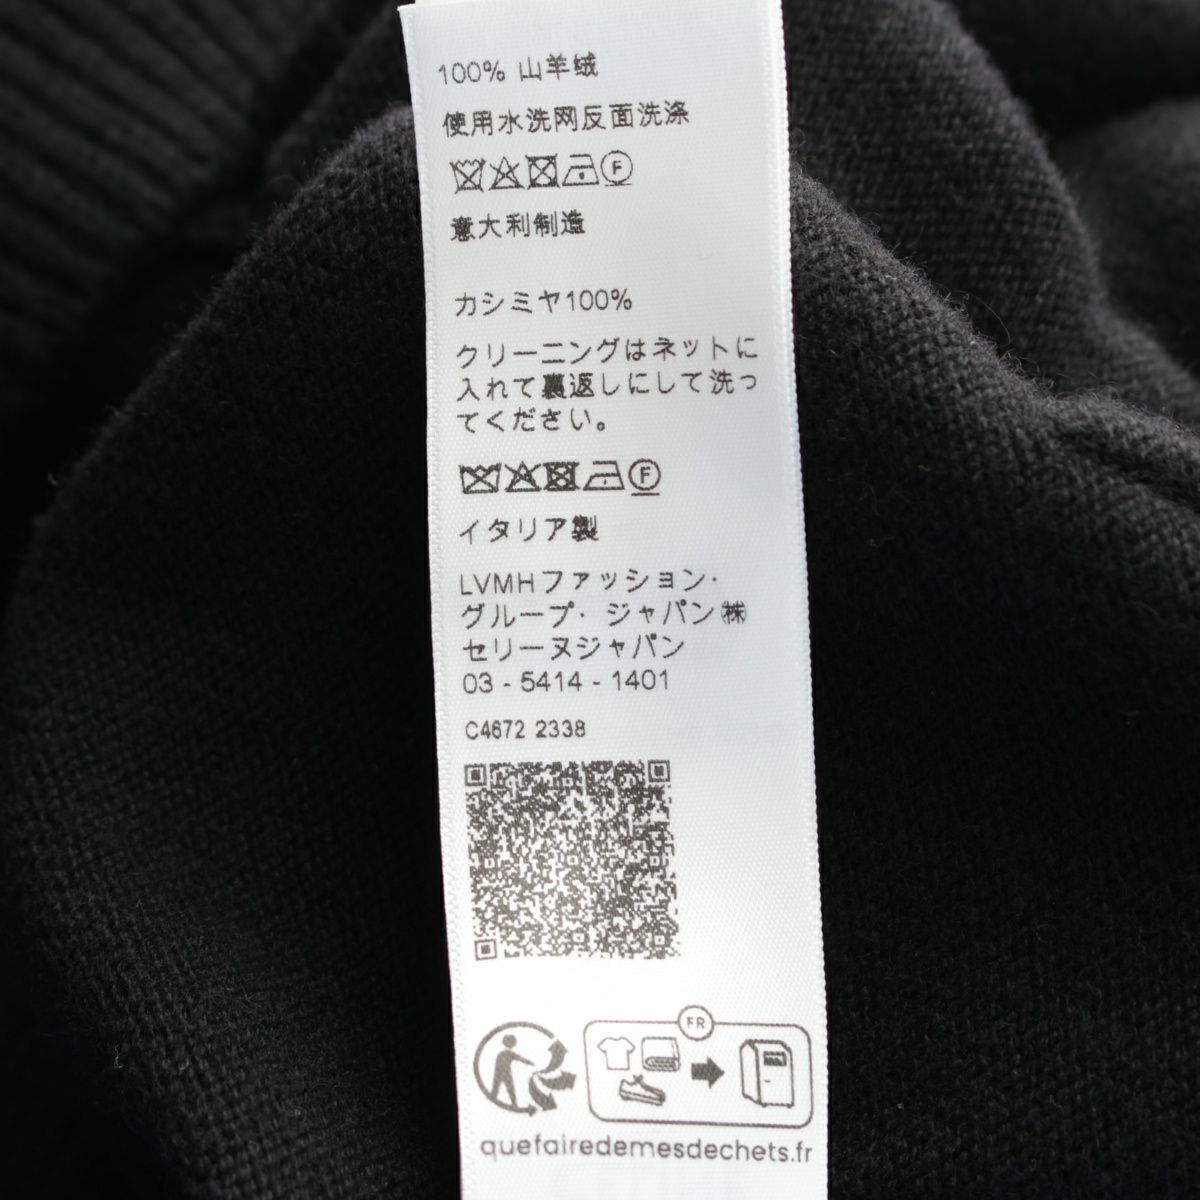 100% 山羊绒
使用水洗网反面洗涤
F
意大利制造
カシミヤ100%
クリーニングはネットに
入れて裏返しにして洗っ
てください。
F
イタリア製
LVMHファッション・
グループ・ジャパン㈱
セリーヌジャパン
03 - 5414 - 1401
C4672 2338
FR
quefairedemesdechets.fr